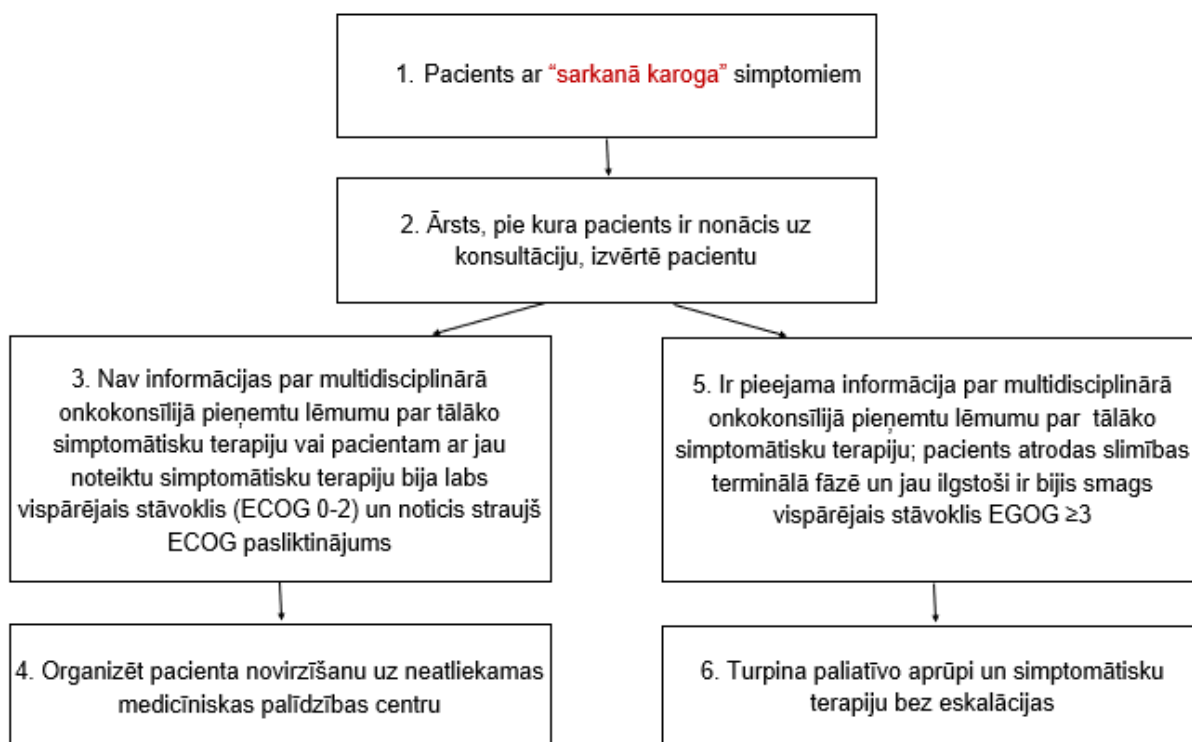 1. Pacients ar “sarkanā karoga” simptomiem
2. Ārsts, pie kura pacients ir nonācis uz
konsultāciju, izvērtē pacientu
3. Nav informācijas par multidisciplinārā
onkokonsīlijā pieņemtu lēmumu par tālāko
simptomātisku terapiju vai pacientam ar jau
noteiktu simptomātisku terapiju bija labs
vispārējais stāvoklis (ECOG 0-2) un noticis straujš
ECOG pasliktinājums
5. Ir pieejama informācija par multidisciplinārā
onkokonsīlijā pieņemtu lēmumu par tālāko
simptomātisku terapiju; pacients atrodas slimības
terminālā fāzē un jau ilgstoši ir bijis smags
vispārējais stāvoklis EGOG ≥3
4. Organizēt pacienta novirzīšanu uz neatliekamas
medicīniskas palīdzības centru
6. Turpina paliatīvo aprūpi un simptomātisku
terapiju bez eskalācijas